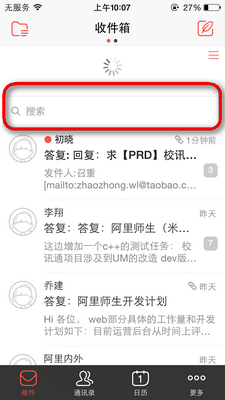 无服务
上午10:07
27%
收件箱
搜索
初晓
1分钟前
答复: 回复：求【PRD】校讯...
发件人:召重
3
[mailto:zhaozhong.wl@taobao.c...
李翔
昨天
答复：答复：阿里师生（米...
这边增加一个c++的测试任务： 校
8
讯通项目涉及到UM的改造 dev版...
乔建
昨天
答复：阿里师生开发计划
Hi 各位， web部分具体的工作量和开
发计划如下：目前运营后台从时间上评...
阿里内外
昨天
邮件
通讯录
1
日历
更多